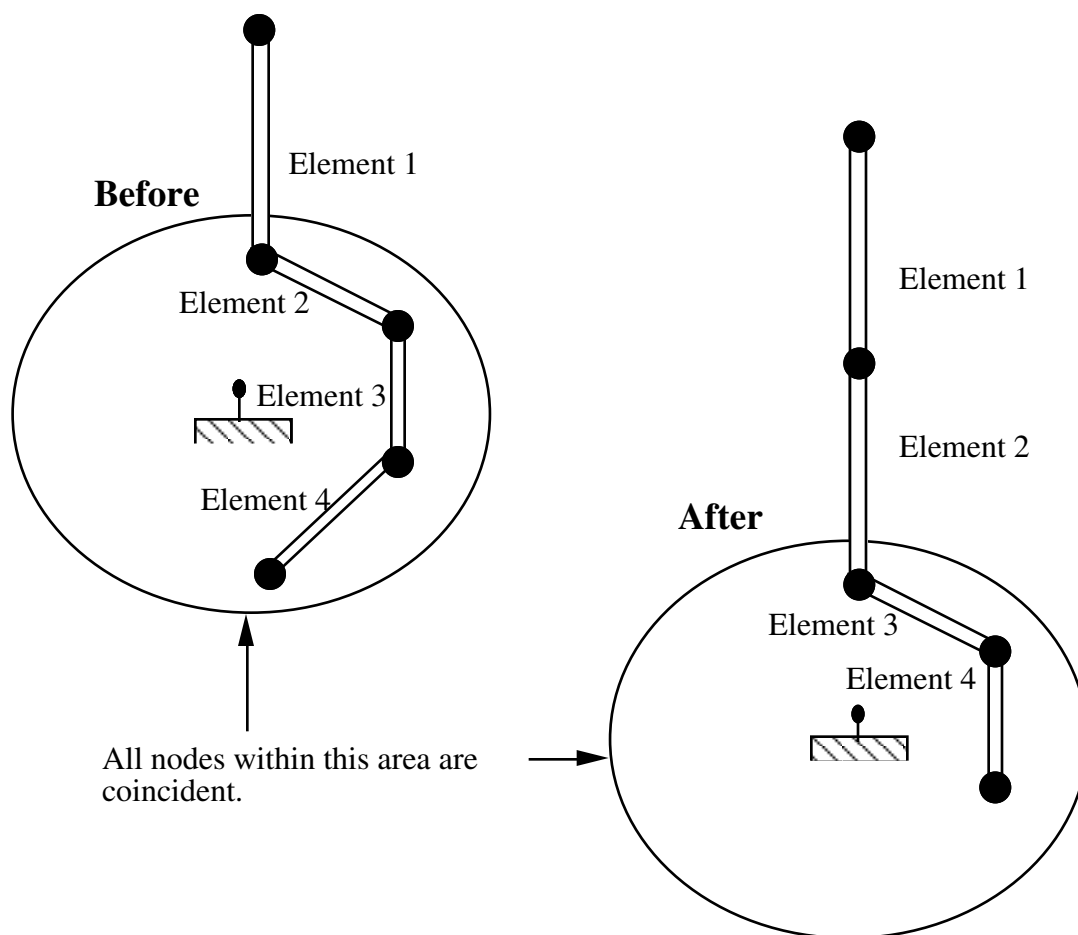 Element 1
Before
Element 2
Element 3
Element 4
All nodes within this area are
coincident.
Element 1
Element 2
After
Element 3
Element 4